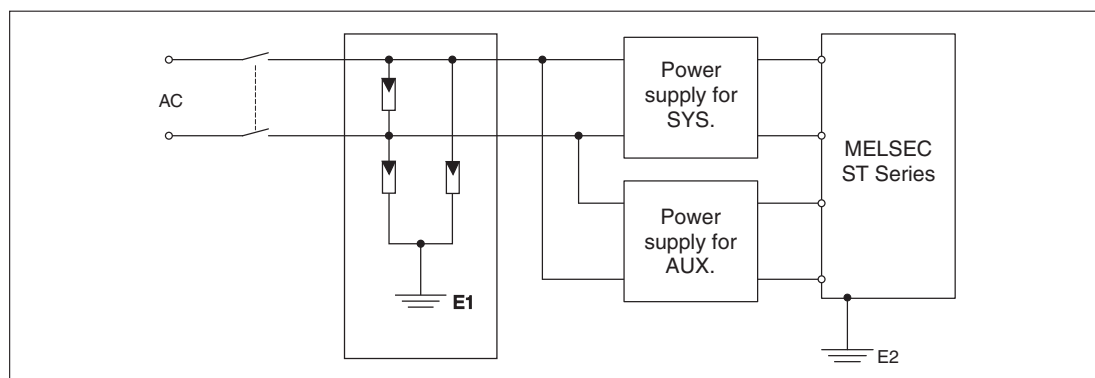 AC
E1
Power
supply for
SYS.
Power
supply for
AUX.
MELSEC
ST Series
E2